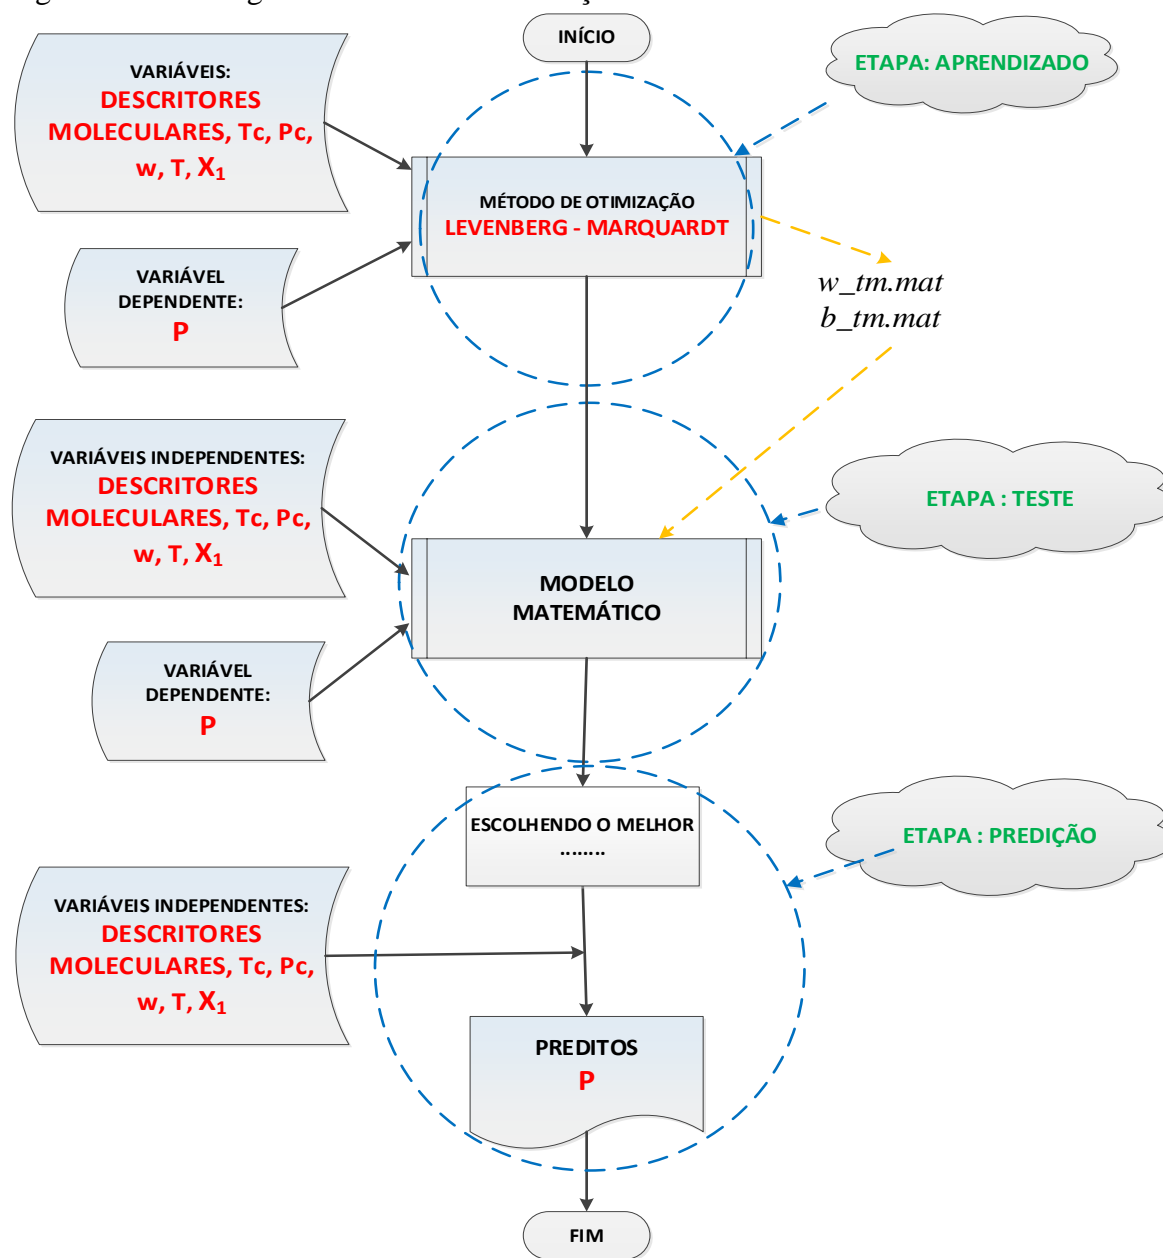 INÍCIO
ETAPA: APRENDIZADO
VARIÁVEIS:
DESCRITORES
MOLECULARES, Tc, Pc,
w, T, X₁
MÉTODO DE OTIMIZAÇÃO
LEVENBERG - MARQUARDT
VARIÁVEL
DEPENDENTE:
P
w_tm.mat
b_tm.mat
VARIÁVEIS INDEPENDENTES:
DESCRITORES
MOLECULARES, Tc, Pc,
w, T, X₁
ETAPA : TESTE
MODELO
MATEMÁTICO
VARIÁVEL
DEPENDENTE:
P
ESCOLHENDO O MELHOR
........
ETAPA : PREDIÇÃO
VARIÁVEIS INDEPENDENTES:
DESCRITORES
MOLECULARES, Tc, Pc,
w, T, X₁
PREDITOS
P
FIM